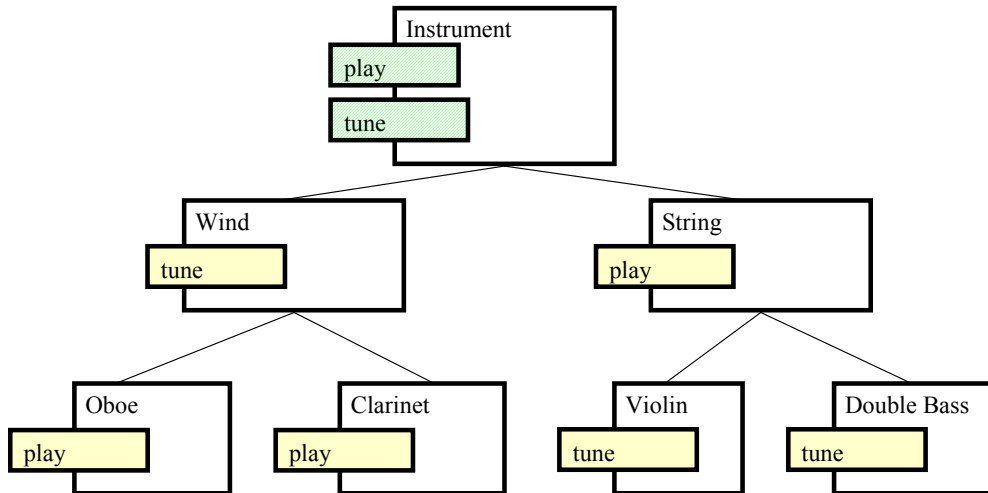 Instrument
play
tune
Wind
tune
String
play
Oboe
play
Clarinet
play
Violin
tune
Double Bass
tune